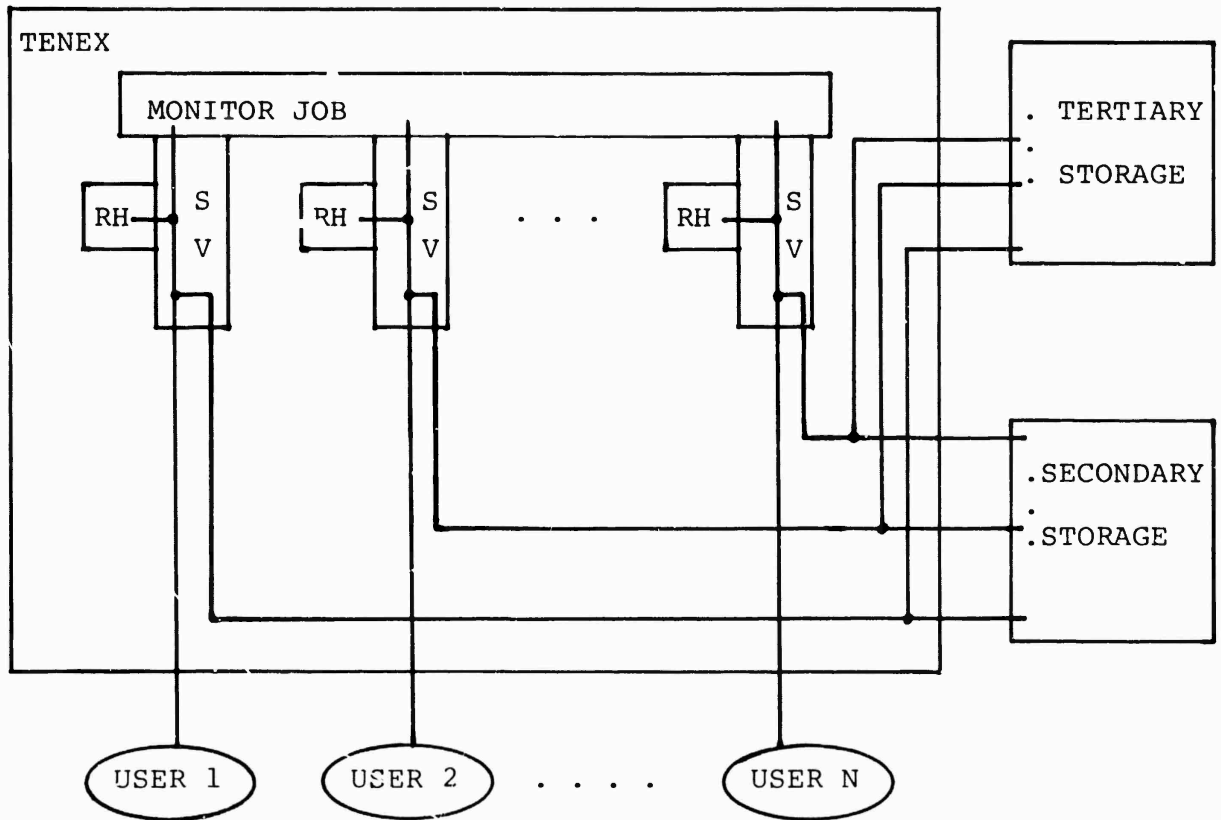 TENEX
MONITOR JOB
RH
S
V
RH
S
V
. . .
RH
S
V
. TERTIARY
.
. STORAGE
.SECONDARY
.
.STORAGE
USER 1
USER 2
. . . .
USER N